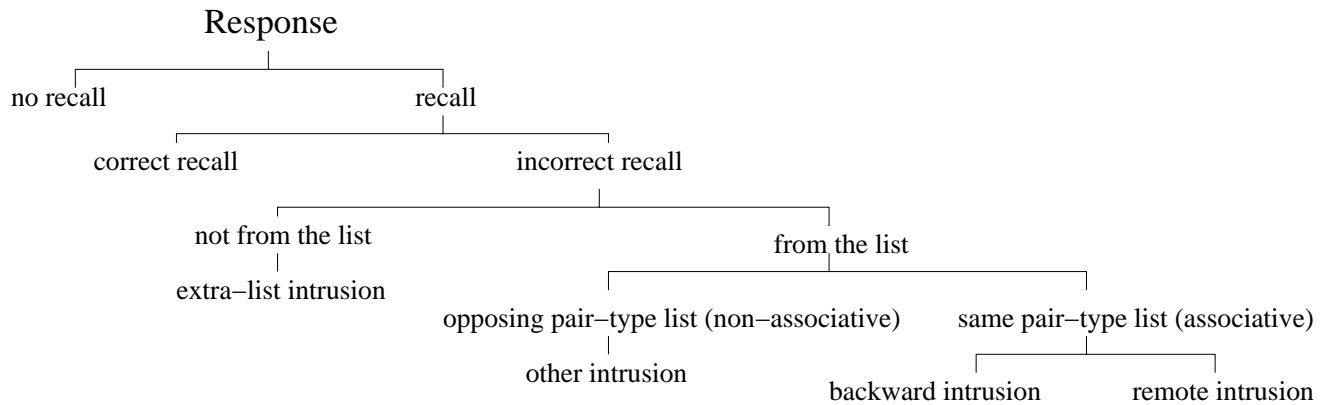 Response
no recall recall
correct recall incorrect recall
not from the list from the list
extra−list intrusion
opposing pair−type list (non−associative) same pair−type list (associative)
other intrusion
backward intrusion remote intrusion